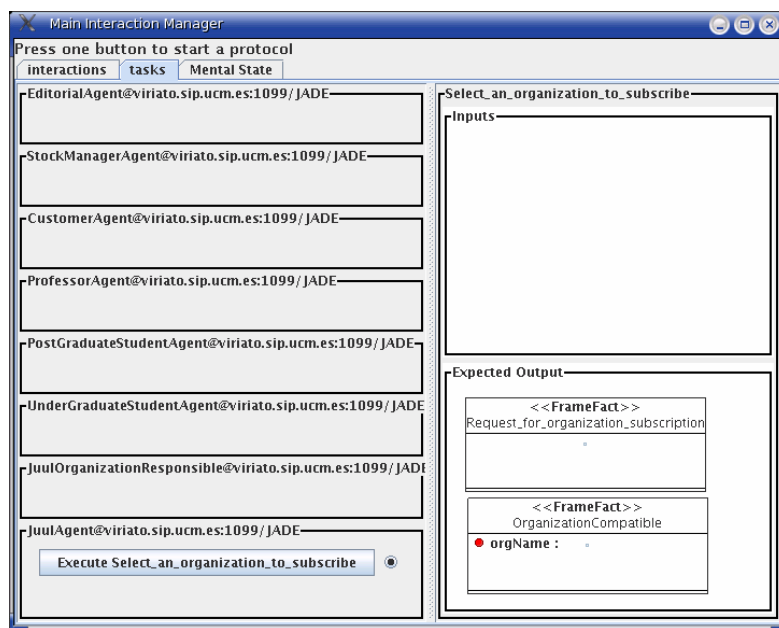 Main Interaction Manager
Press one button to start a protocol
interactions tasks Mental State
EditorialAgent@viriato.sip.ucm.es:1099/JADE
StockManagerAgent@viriato.sip.ucm.es:1099/JADE
CustomerAgent@viriato.sip.ucm.es:1099/JADE
ProfessorAgent@viriato.sip.ucm.es:1099/JADE
PostGraduateStudentAgent@viriato.sip.ucm.es:1099/JADE
UnderGraduateStudentAgent@viriato.sip.ucm.es:1099/JADE
JuulOrganizationResponsible@viriato.sip.ucm.es:1099/JADE
JuulAgent@viriato.sip.ucm.es:1099/JADE
Execute Select_an_organization_to_subscribe
Select_an_organization_to_subscribe
Inputs
Expected Output
<<FrameFact>>
Request_for_organization_subscription
<<FrameFact>>
OrganizationCompatible
orgName :